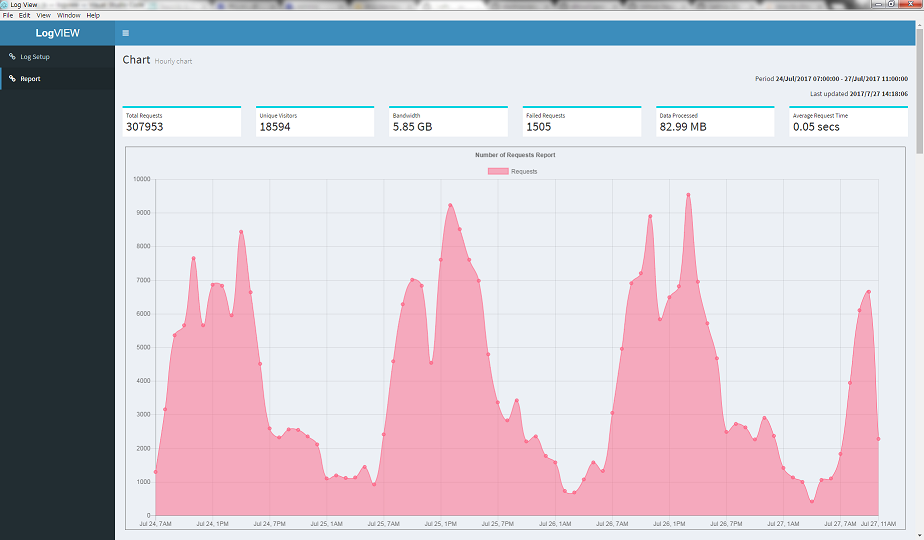 Log View
File Edit View Window Help
LogVIEW
Log Setup
Report
Chart Hourly chart
Period 24/Jul/2017 07:00:00 - 27/Jul/2017 11:00:00
Last updated 2017/7/27 14:18:06
Total Requests
307953
Unique Visitors
18594
Bandwidth
5.85 GB
Failed Requests
1505
Data Processed
82.99 MB
Average Request Time
0.05 secs
Number of Requests Report
Requests
10000
9000
8000
7000
6000
5000
4000
3000
2000
1000
0
Jul 24, 7AM Jul 24, 1PM Jul 24, 7PM Jul 25, 1AM Jul 25, 7AM Jul 25, 1PM Jul 25, 7PM Jul 26, 1AM Jul 26, 7AM Jul 26, 1PM Jul 26, 7PM Jul 27, 1AM Jul 27, 7AM Jul 27, 11AM